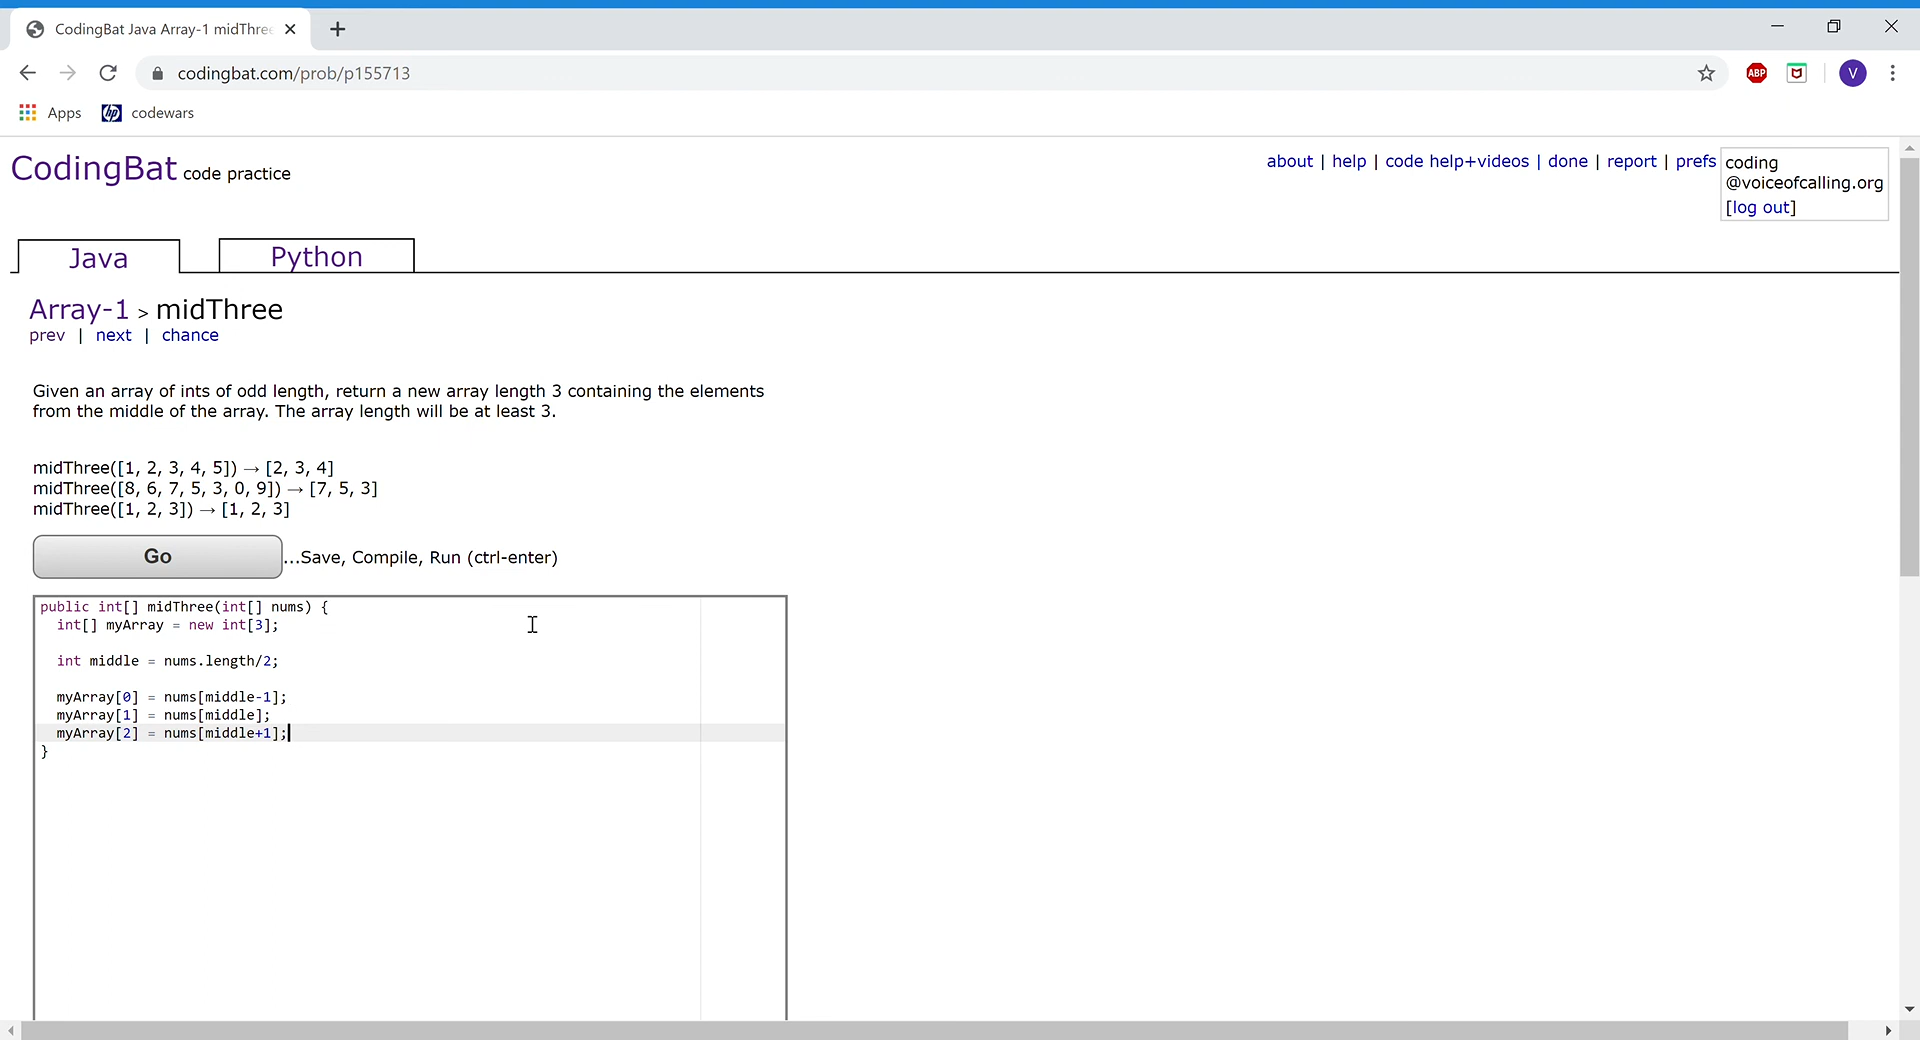 CodingBat Java Array-1 midThree
codingbat.com/prob/p155713
ABP
V
Apps
hp
codewars
CodingBat code practice
about | help | code help+videos | done | report | prefs
coding
@voiceofcalling.org
[log out]
Java
Python
Array-1 > midThree
prev | next | chance
Given an array of ints of odd length, return a new array length 3 containing the elements
from the middle of the array. The array length will be at least 3.
midThree([1, 2, 3, 4, 5]) → [2, 3, 4]
midThree([8, 6, 7, 5, 3, 0, 9]) → [7, 5, 3]
midThree([1, 2, 3]) → [1, 2, 3]
Go
...Save, Compile, Run (ctrl-enter)
public int[] midThree(int[] nums) {
int[] myArray = new int[3];
int middle = nums.length/2;
myArray[0] = nums[middle-1];
myArray[1] = nums[middle];
myArray[2] = nums[middle+1];
}